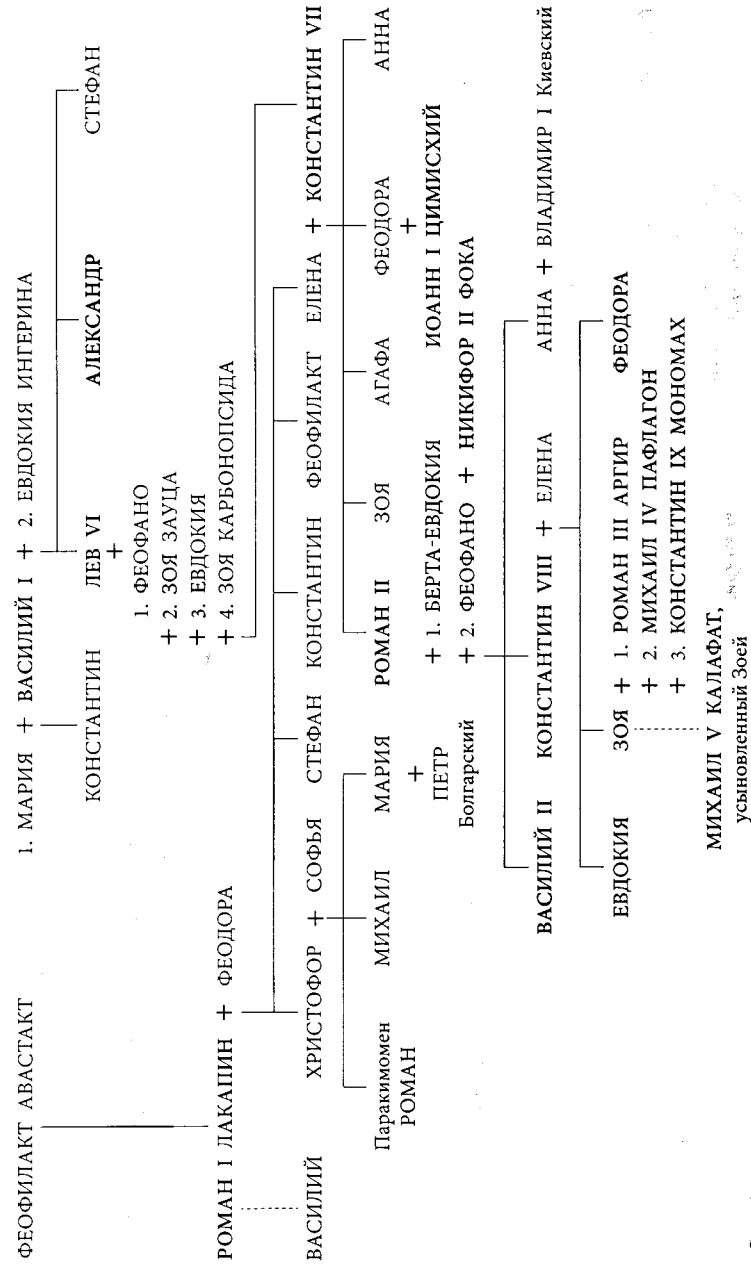 ФЕОФИЛАКТ АВАСТАКТ
1. МАРИЯ + ВАСИЛИЙ I + 2. ЕВДОКИЯ ИНГЕРИНА
КОНСТАНТИН ЛЕВ VI АЛЕКСАНДР СТЕФАН
+
1. ФЕОФАНО
+ 2. ЗОЯ ЗАУЦА
+ 3. ЕВДОКИЯ
+ 4. ЗОЯ КАРБОНОПСИДА
РОМАН I ЛАКАПИН + ФЕОДОРА
ВАСИЛИЙ ХРИСТОФОР + СОФЬЯ СТЕФАН КОНСТАНТИН ФЕОФИЛАКТ ЕЛЕНА + КОНСТАНТИН VII
Паракимомен РОМАН МИХАИЛ МАРИЯ РОМАН II ЗОЯ АГАФА ФЕОДОРА АННА
+
ПЕТР
Болгарский
+ 1. БЕРТА-ЕВДОКИЯ
+ 2. ФЕОФАНО + НИКИФОР II ФОКА
+
ИОАНН I ЦИМИСХИЙ
ВАСИЛИЙ II КОНСТАНТИН VIII + ЕЛЕНА АННА + ВЛАДИМИР I Киевский
ЕВДОКИЯ ЗОЯ + 1. РОМАН III АРГИР ФЕОДОРА
+ 2. МИХАИЛ IV ПАФЛАГОН
+ 3. КОНСТАНТИН IX МОНОМАХ
МИХАИЛ V КАЛАФАТ,
усыновленный Зоей